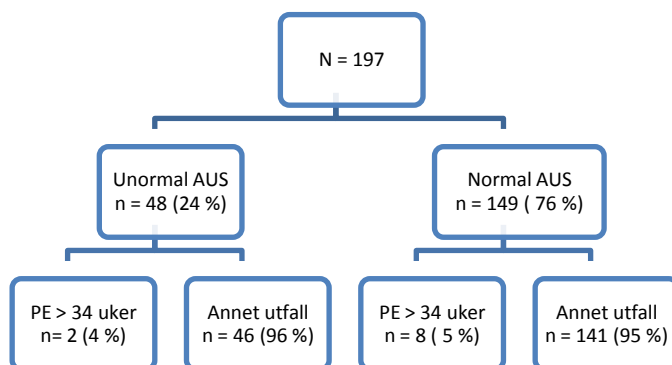 N = 197
Unormal AUS
n = 48 (24 %)
Normal AUS
n = 149 ( 76 %)
PE > 34 uker
n= 2 (4 %)
Annet utfall
n = 46 (96 %)
PE > 34 uker
n = 8 ( 5 %)
Annet utfall
n = 141 (95 %)